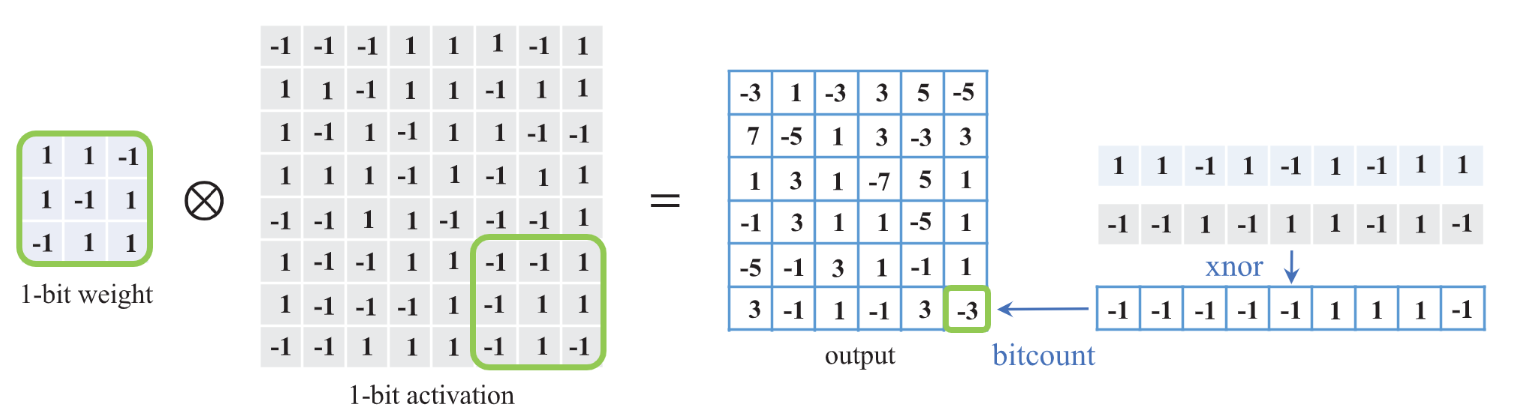 1 1 -1
1 -1 1
-1 1 1
1-bit weight
⊗
-1 -1 -1 1 1 1 -1 1
1 1 -1 1 1 -1 1 1
1 -1 1 -1 1 1 -1 -1
1 1 1 -1 1 -1 1 1
-1 -1 1 1 -1 -1 -1 1
1 -1 -1 1 1 -1 -1 1
1 -1 -1 -1 1 -1 1 1
-1 -1 1 1 1 -1 1 -1
1-bit activation
=
-3 1 -3 3 5 -5
7 -5 1 3 -3 3
1 3 1 -7 5 1
-1 3 1 1 -5 1
-5 -1 3 1 -1 1
3 -1 1 -1 3 -3
output
1 1 -1 1 -1 1 -1 1 1
-1 -1 1 -1 1 1 -1 1 -1
xnor
-1 -1 -1 -1 -1 1 1 1 -1
bitcount